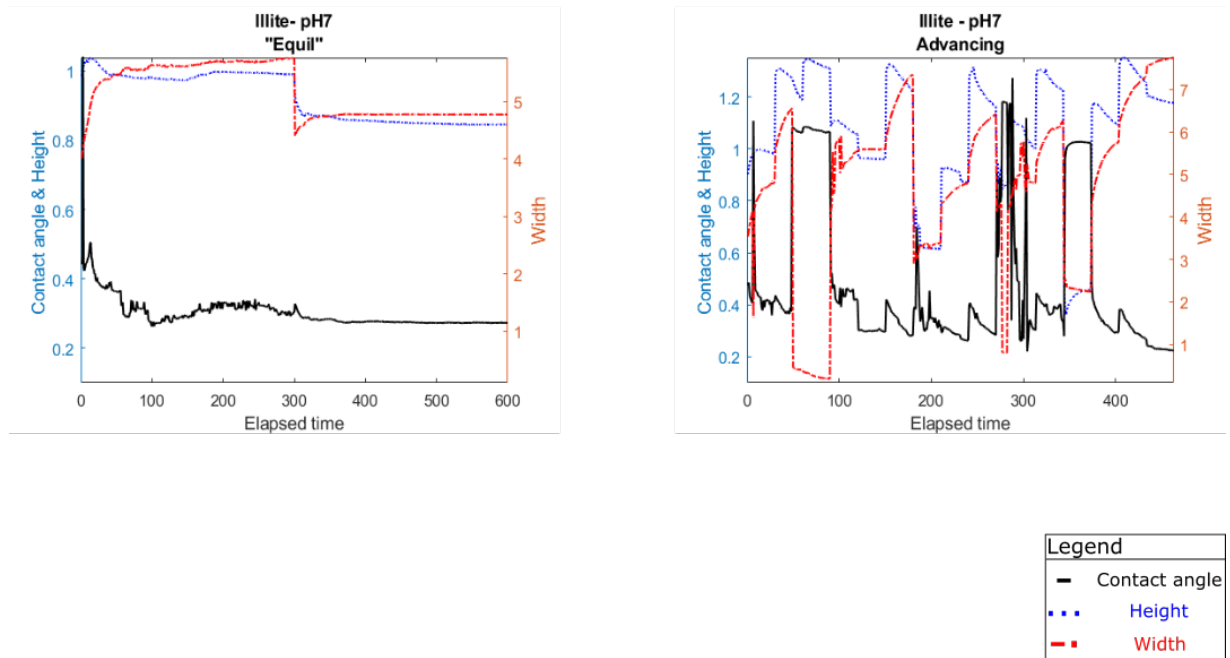 Illite- pH7
"Equil"
1
0.8
0.6
0.4
0.2
Contact angle & Height
5
4
3
2
1
Width
0 100 200 300 400 500 600
Elapsed time
Illite - pH7
Advancing
1.2
1
0.8
0.6
0.4
0.2
Contact angle & Height
7
6
5
4
3
2
1
Width
0 100 200 300 400
Elapsed time
Legend
Contact angle
Height
Width